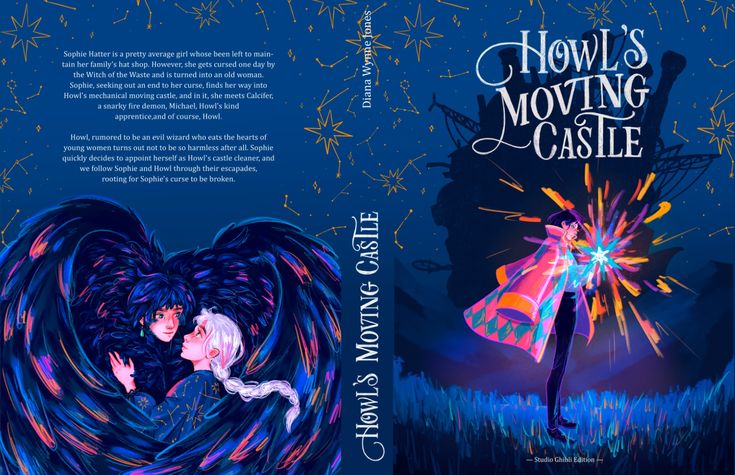 Sophie Hatter is a pretty average girl whose been left to main-
tain her family's hat shop. However, she gets cursed one day by
the Witch of the Waste and is turned into an old woman.
Sophie, seeking out an end to her curse, finds her way into
Howl's mechanical moving castle, and in it, she meets Calcifer,
a snarky fire demon, Michael, Howl's kind
apprentice,and of course, Howl.
Howl, rumored to be an evil wizard who eats the hearts of
young women turns out not to be so harmless after all. Sophie
quickly decides to appoint herself as Howl's castle cleaner, and
we follow Sophie and Howl through their escapades,
rooting for Sophie's curse to be broken.
Diana Wynne Jones
Howl's Moving Castle
Howl's
Moving
Castle
— Studio Ghibli Edition —